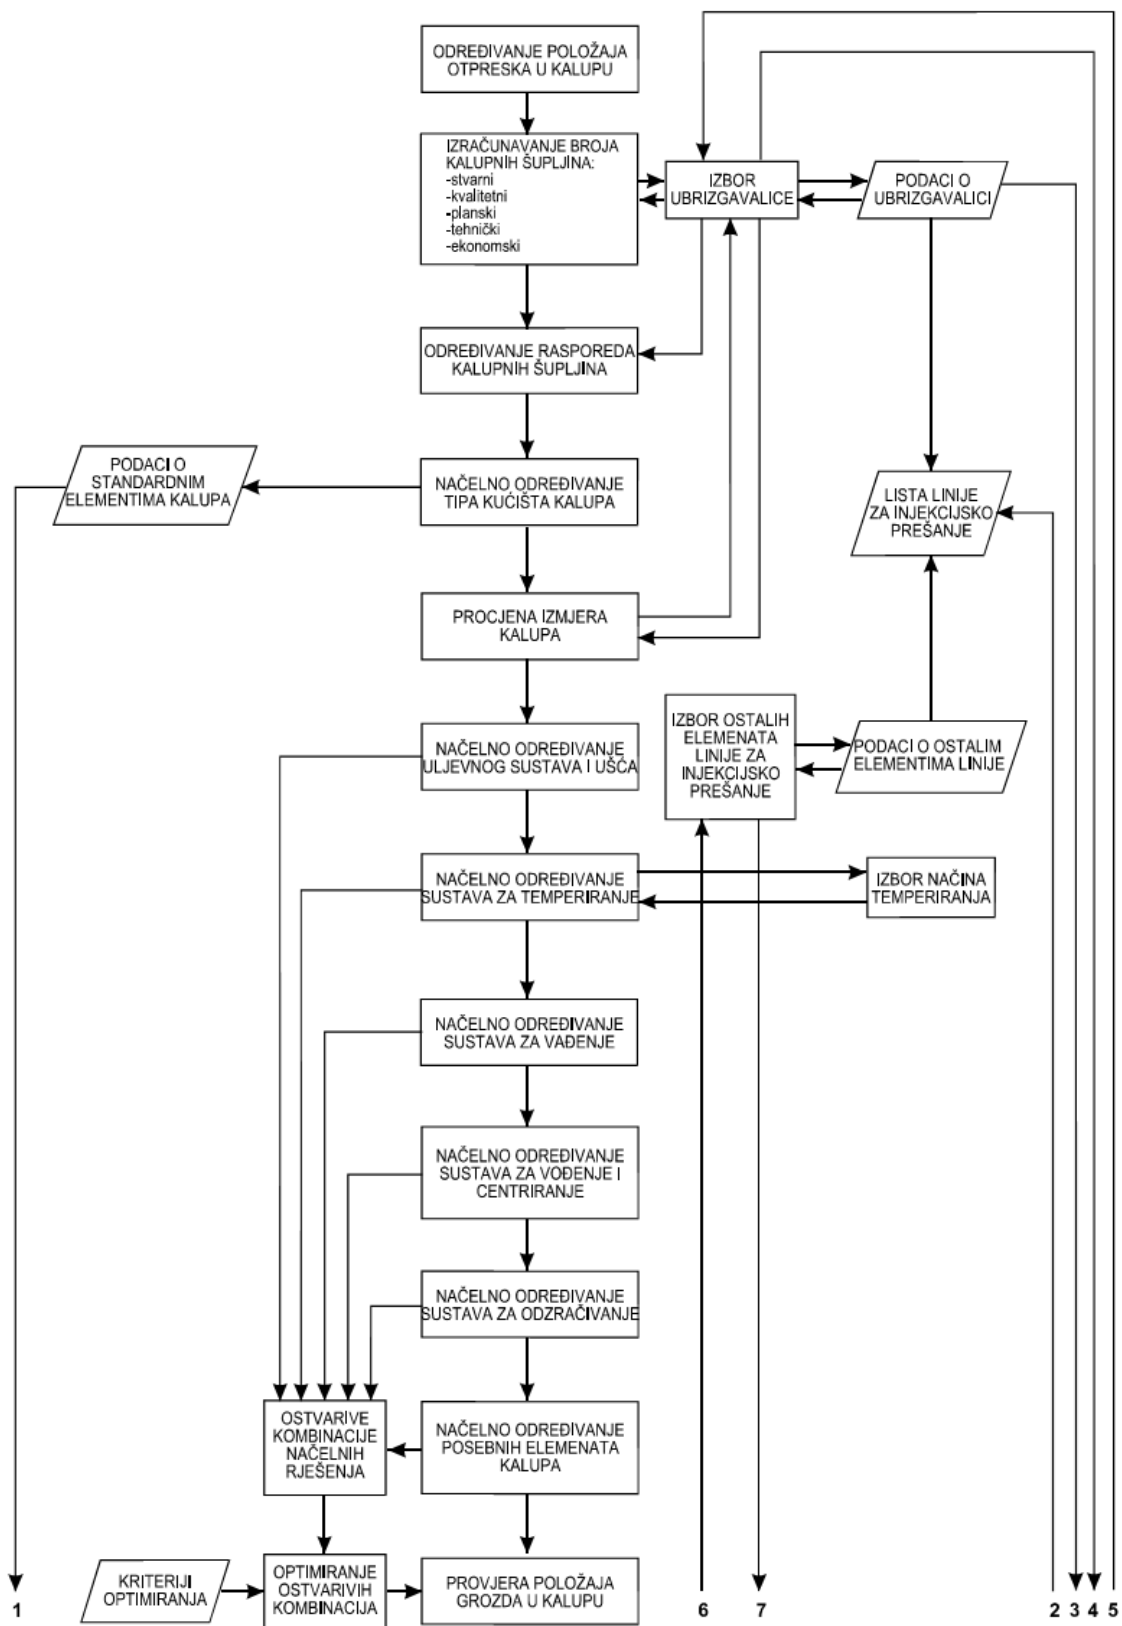 ODREĐIVANJE POLOŽAJA
OTPRESKA U KALUPU
IZRAČUNAVANJE BROJA
KALUPNIH ŠUPLJINA:
-stvarni
-kvalitetni
-planski
-tehnički
-ekonomski
IZBOR
UBRIZGAVALICE
PODACI O
UBRIZGAVALICI
ODREĐIVANJE RASPOREDA
KALUPNIH ŠUPLJINA
PODACI O
STANDARDNIM
ELEMENTIMA KALUPA
NAČELNO ODREĐIVANJE
TIPA KUĆIŠTA KALUPA
LISTA LINIJE
ZA INJEKCIJSKO
PREŠANJE
PROCJENA IZMJERA
KALUPA
NAČELNO ODREĐIVANJE
ULJEVNOG SUSTAVA I UŠĆA
IZBOR OSTALIH
ELEMENATA
LINIJE ZA
INJEKCIJSKO
PREŠANJE
PODACI O OSTALIM
ELEMENTIMA LINIJE
NAČELNO ODREĐIVANJE
SUSTAVA ZA TEMPERIRANJE
IZBOR NAČINA
TEMPERIRANJA
NAČELNO ODREĐIVANJE
SUSTAVA ZA VAĐENJE
NAČELNO ODREĐIVANJE
SUSTAVA ZA VOĐENJE I
CENTRIRANJE
NAČELNO ODREĐIVANJE
SUSTAVA ZA ODZRAČIVANJE
OSTVARIVE
KOMBINACIJE
NAČELNIH
RJEŠENJA
NAČELNO ODREĐIVANJE
POSEBNIH ELEMENATA
KALUPA
KRITERIJI
OPTIMIRANJA
OPTIMIRANJE
OSTVARIVIH
KOMBINACIJA
PROVJERA POLOŽAJA
GROZDA U KALUPU
1 6 7 2 3 4 5